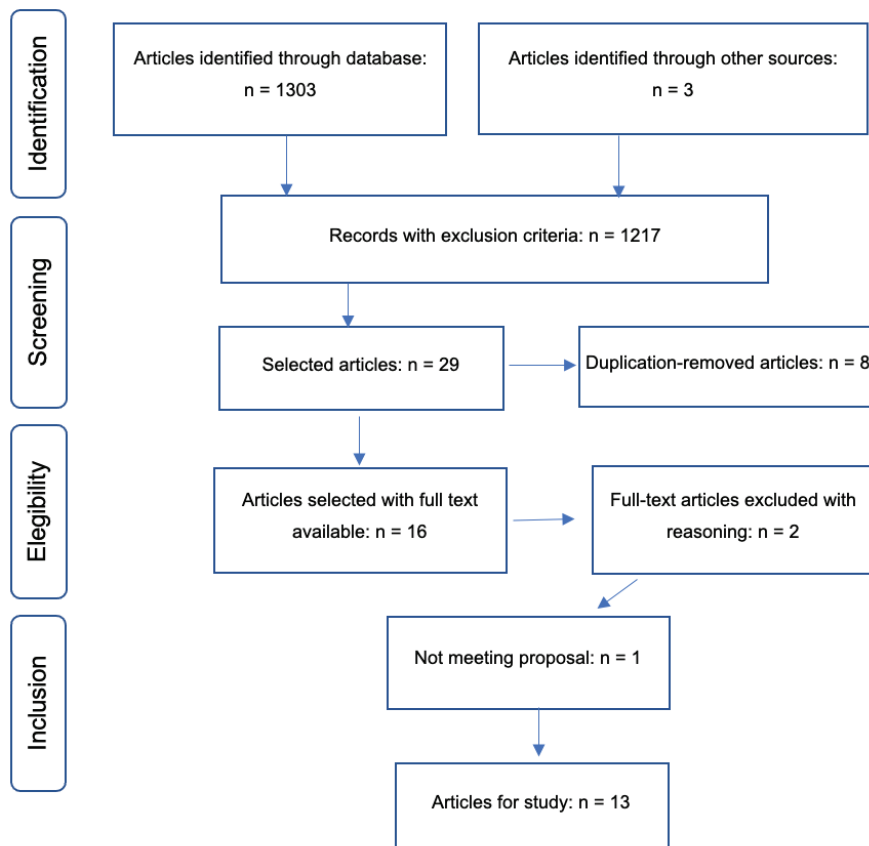 Identification
Articles identified through database:
n = 1303
Articles identified through other sources:
n = 3
Screening
Records with exclusion criteria: n = 1217
Selected articles: n = 29
Duplication-removed articles: n = 8
Elegibility
Articles selected with full text
available: n = 16
Full-text articles excluded with
reasoning: n = 2
Inclusion
Not meeting proposal: n = 1
Articles for study: n = 13